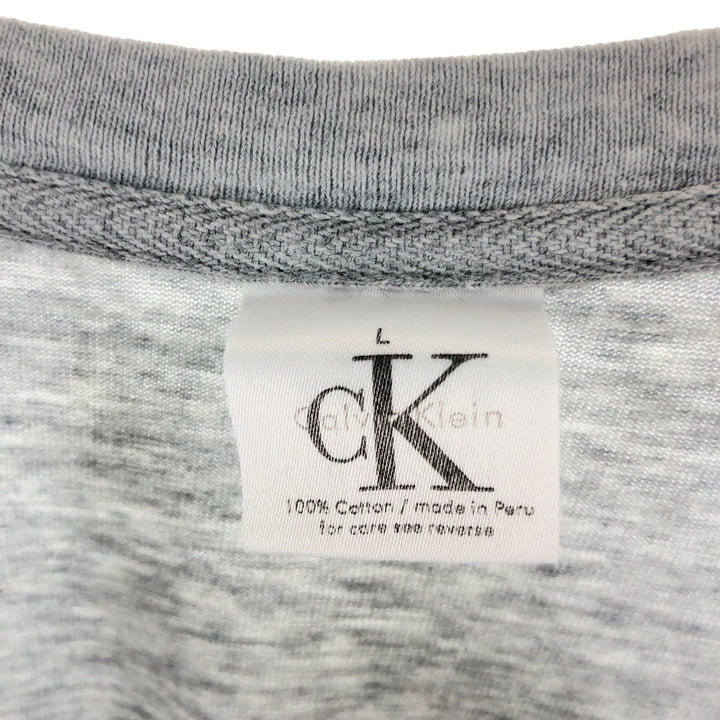 L
cK
Calvin Klein
100% Cotton / made in Peru
for care see reverse